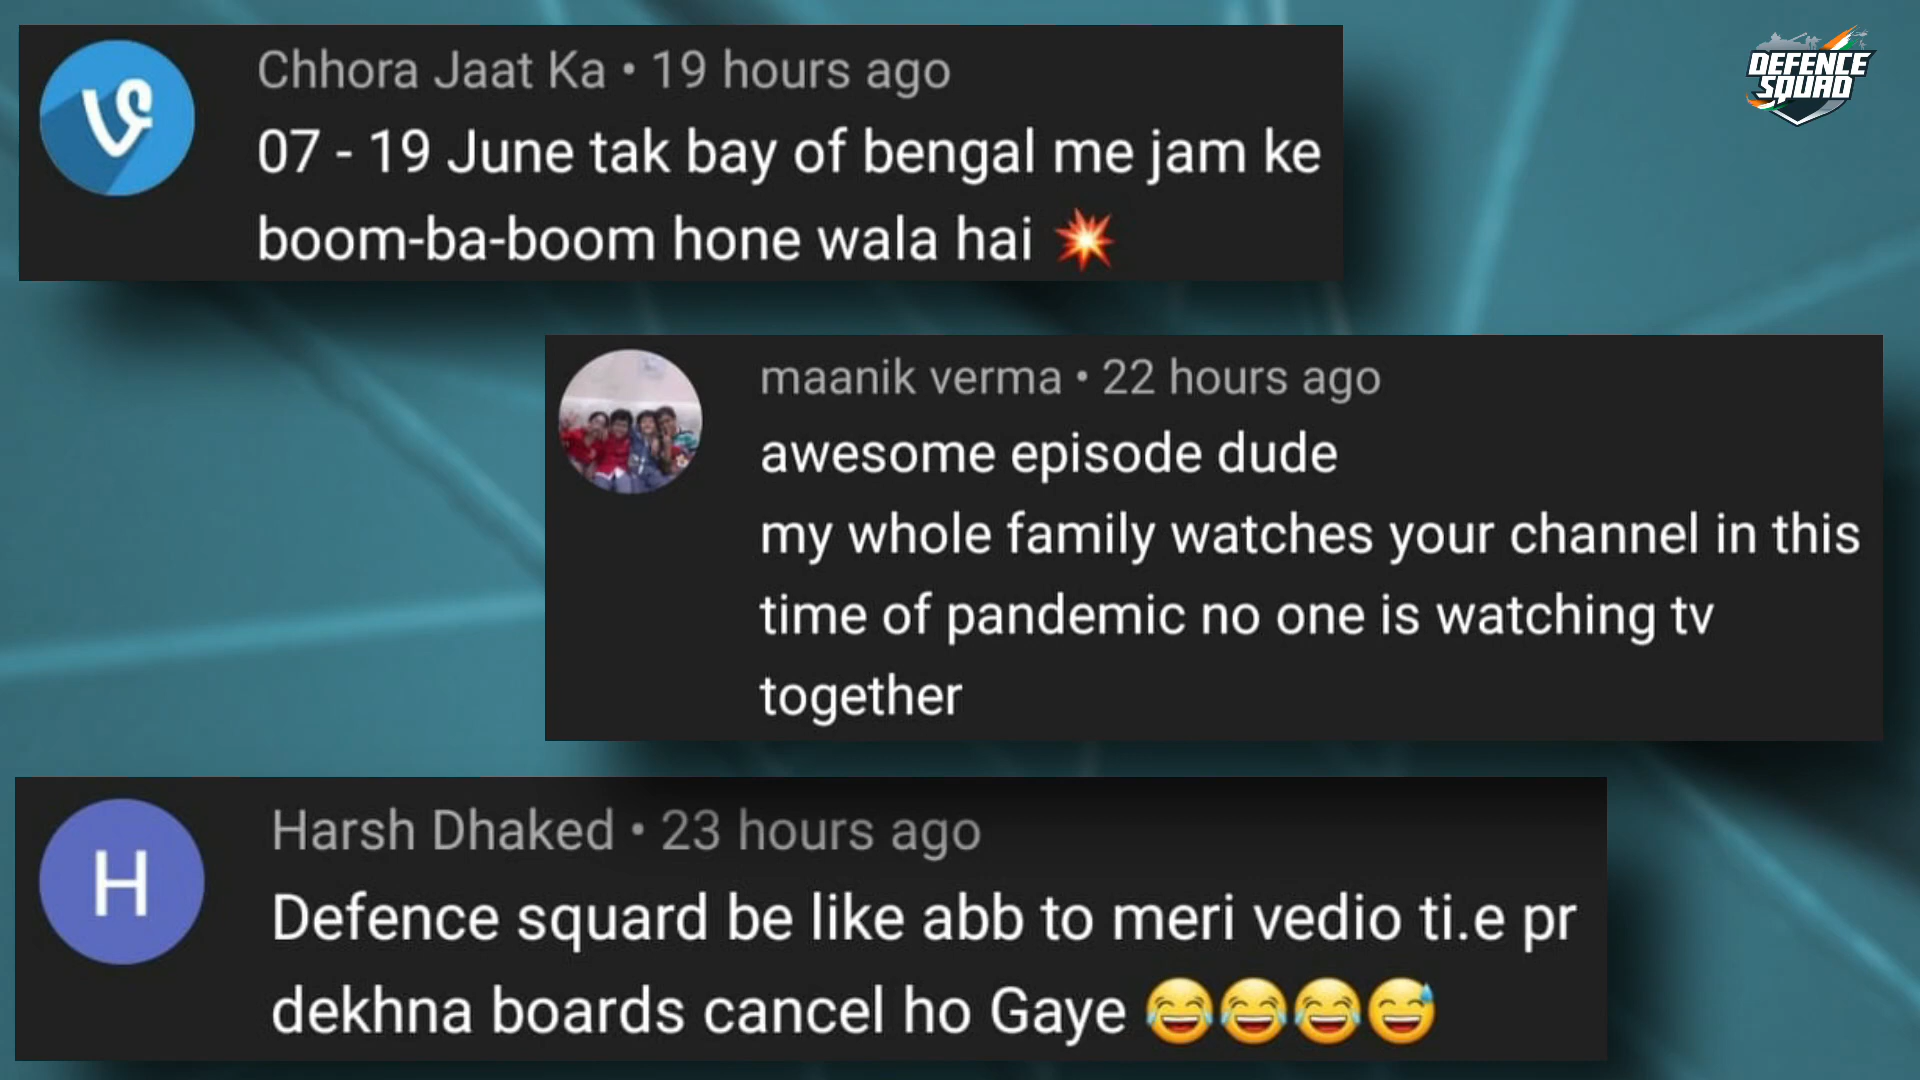 Chhora Jaat Ka • 19 hours ago
07 - 19 June tak bay of bengal me jam ke
boom-ba-boom hone wala hai 💥
DEFENCE
SQUAD
maanik verma • 22 hours ago
awesome episode dude
my whole family watches your channel in this
time of pandemic no one is watching tv
together
H
Harsh Dhaked • 23 hours ago
Defence squard be like abb to meri vedio ti.e pr
dekhna boards cancel ho Gaye 😂😂😂😅